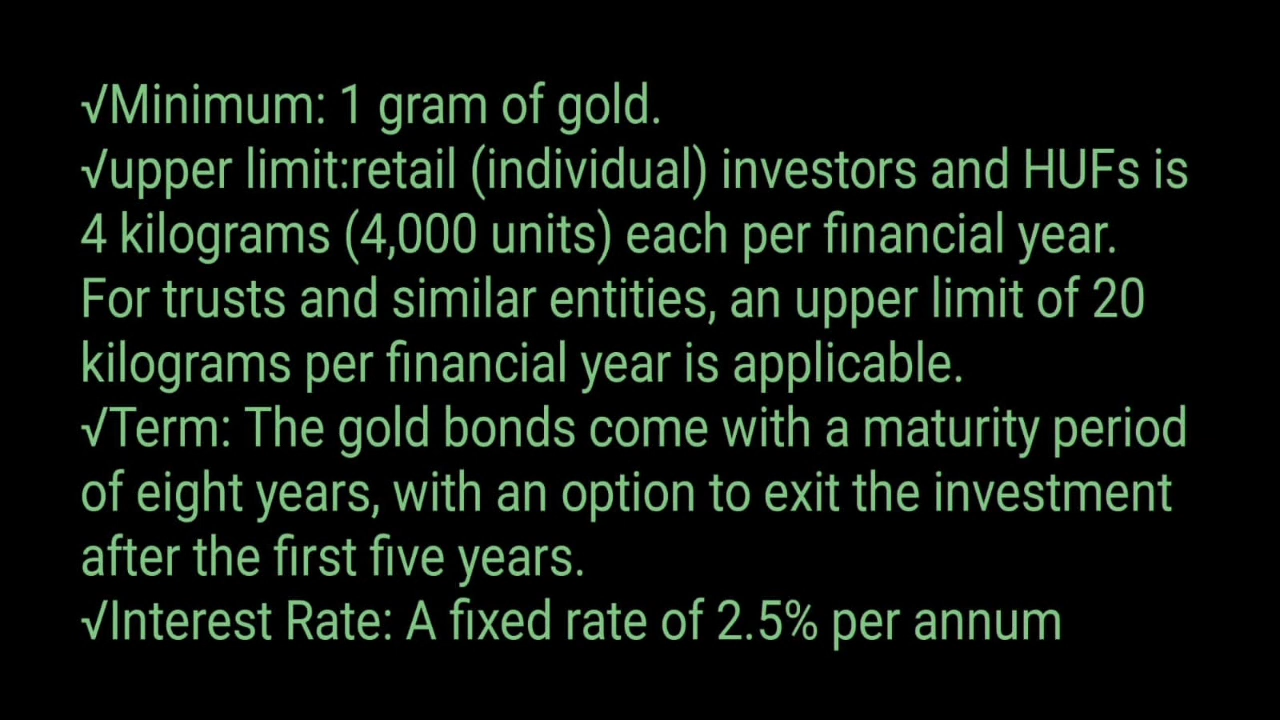 √Minimum: 1 gram of gold.
√upper limit:retail (individual) investors and HUFs is
4 kilograms (4,000 units) each per financial year.
For trusts and similar entities, an upper limit of 20
kilograms per financial year is applicable.
√Term: The gold bonds come with a maturity period
of eight years, with an option to exit the investment
after the first five years.
√Interest Rate: A fixed rate of 2.5% per annum